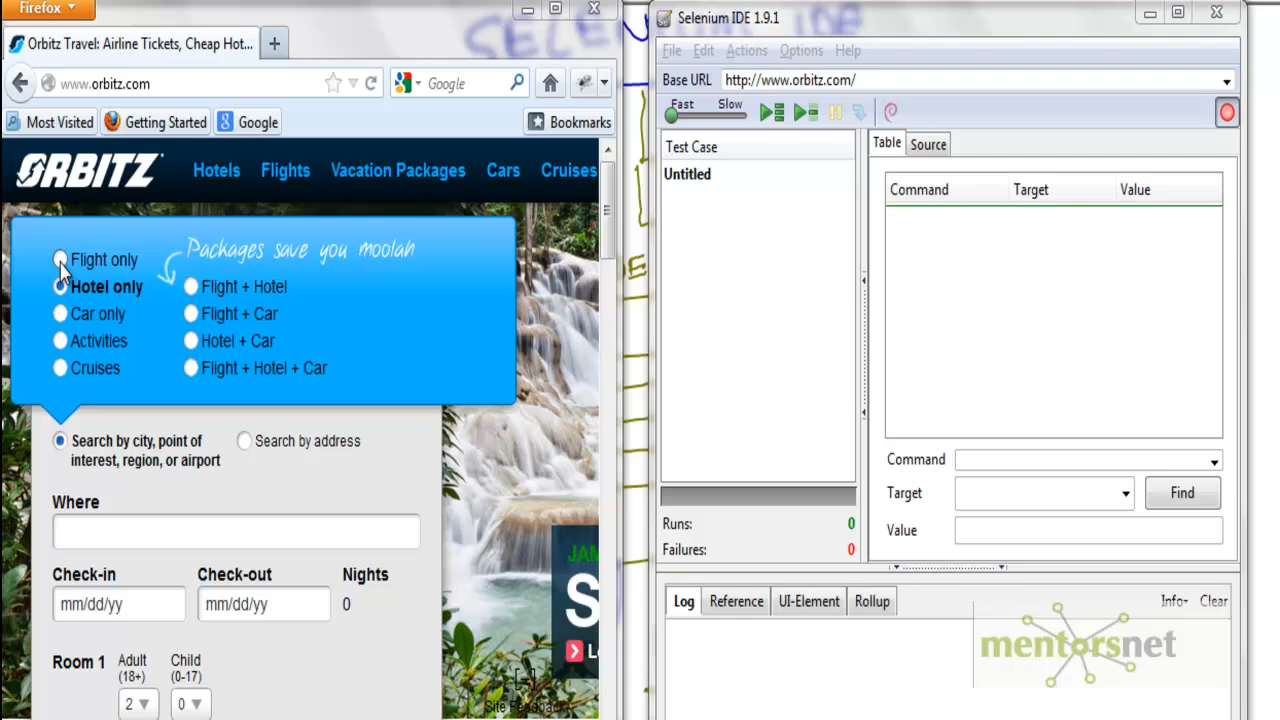 Firefox
SELENIUM IDE
Orbitz Travel: Airline Tickets, Cheap Hot...
www.orbitz.com
Google
Most Visited
Getting Started
Google
Bookmarks
ORBITZ
Hotels
Flights
Vacation Packages
Cars
Cruises
Packages save you moolah
Flight only
Hotel only
Flight + Hotel
Car only
Flight + Car
Activities
Hotel + Car
Cruises
Flight + Hotel + Car
Search by city, point of
interest, region, or airport
Search by address
Where
Check-in
Check-out
Nights
mm/dd/yy
mm/dd/yy
0
Room 1
Adult
(18+)
Child
(0-17)
2
0
JAM
S
[-]
Site Feedback
Selenium IDE 1.9.1
File
Edit
Actions
Options
Help
Base URL
http://www.orbitz.com/
Fast
Slow
Test Case
Untitled
Table
Source
Command
Target
Value
Command
Target
Find
Value
Runs:
0
Failures:
0
Log
Reference
UI-Element
Rollup
Info
Clear
mentorsnet